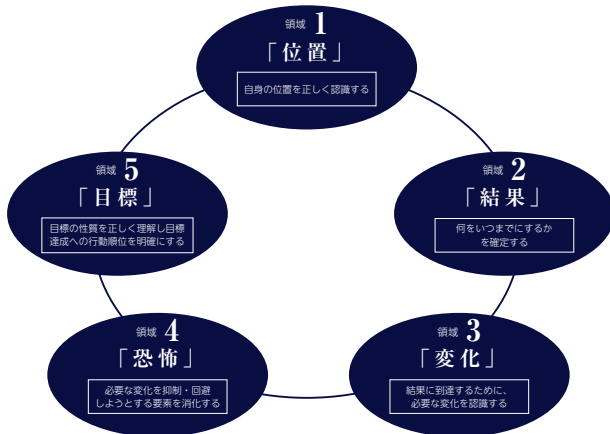 領域 1
「位置」
自身の位置を正しく認識する
領域 2
「結果」
何をいつまでにするか
を確定する
領域 3
「変化」
結果に到達するために、
必要な変化を認識する
領域 4
「恐怖」
必要な変化を抑制・回避
しようとする要素を消化する
領域 5
「目標」
目標の性質を正しく理解し目標
達成への行動順位を明確にする